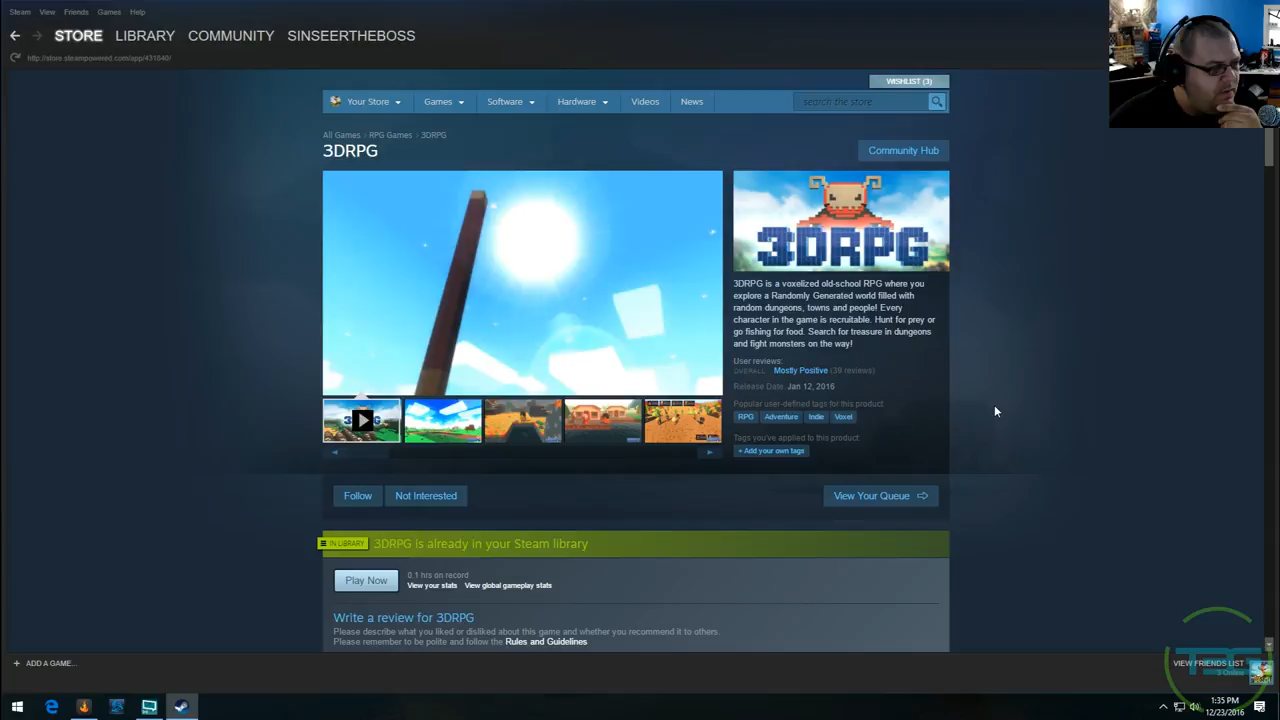 Steam View Friends Games Help
STORE LIBRARY COMMUNITY SINSEERTHEBOSS
http://store.steampowered.com/app/431840/
WISHLIST (3)
Your Store Games Software Hardware Videos News search the store
All Games > RPG Games > 3DRPG
3DRPG
Community Hub
3DRPG
3DRPG is a voxelized old-school RPG where you
explore a Randomly Generated world filled with
random dungeons, towns and people! Every
character in the game is recruitable. Hunt for prey or
go fishing for food. Search for treasure in dungeons
and fight monsters on the way!
User reviews:
OVERALL Mostly Positive (39 reviews)
Release Date: Jan 12, 2016
Popular user-defined tags for this product:
RPG Adventure Indie Voxel
Tags you've applied to this product:
+ Add your own tags
Follow Not Interested View Your Queue
IN LIBRARY 3DRPG is already in your Steam library
Play Now
0.1 hrs on record
View your stats View global gameplay stats
Write a review for 3DRPG
Please describe what you liked or disliked about this game and whether you recommend it to others.
Please remember to be polite and follow the Rules and Guidelines
+ ADD A GAME...
VIEW FRIENDS LIST
3 Online
1:35 PM
12/23/2016